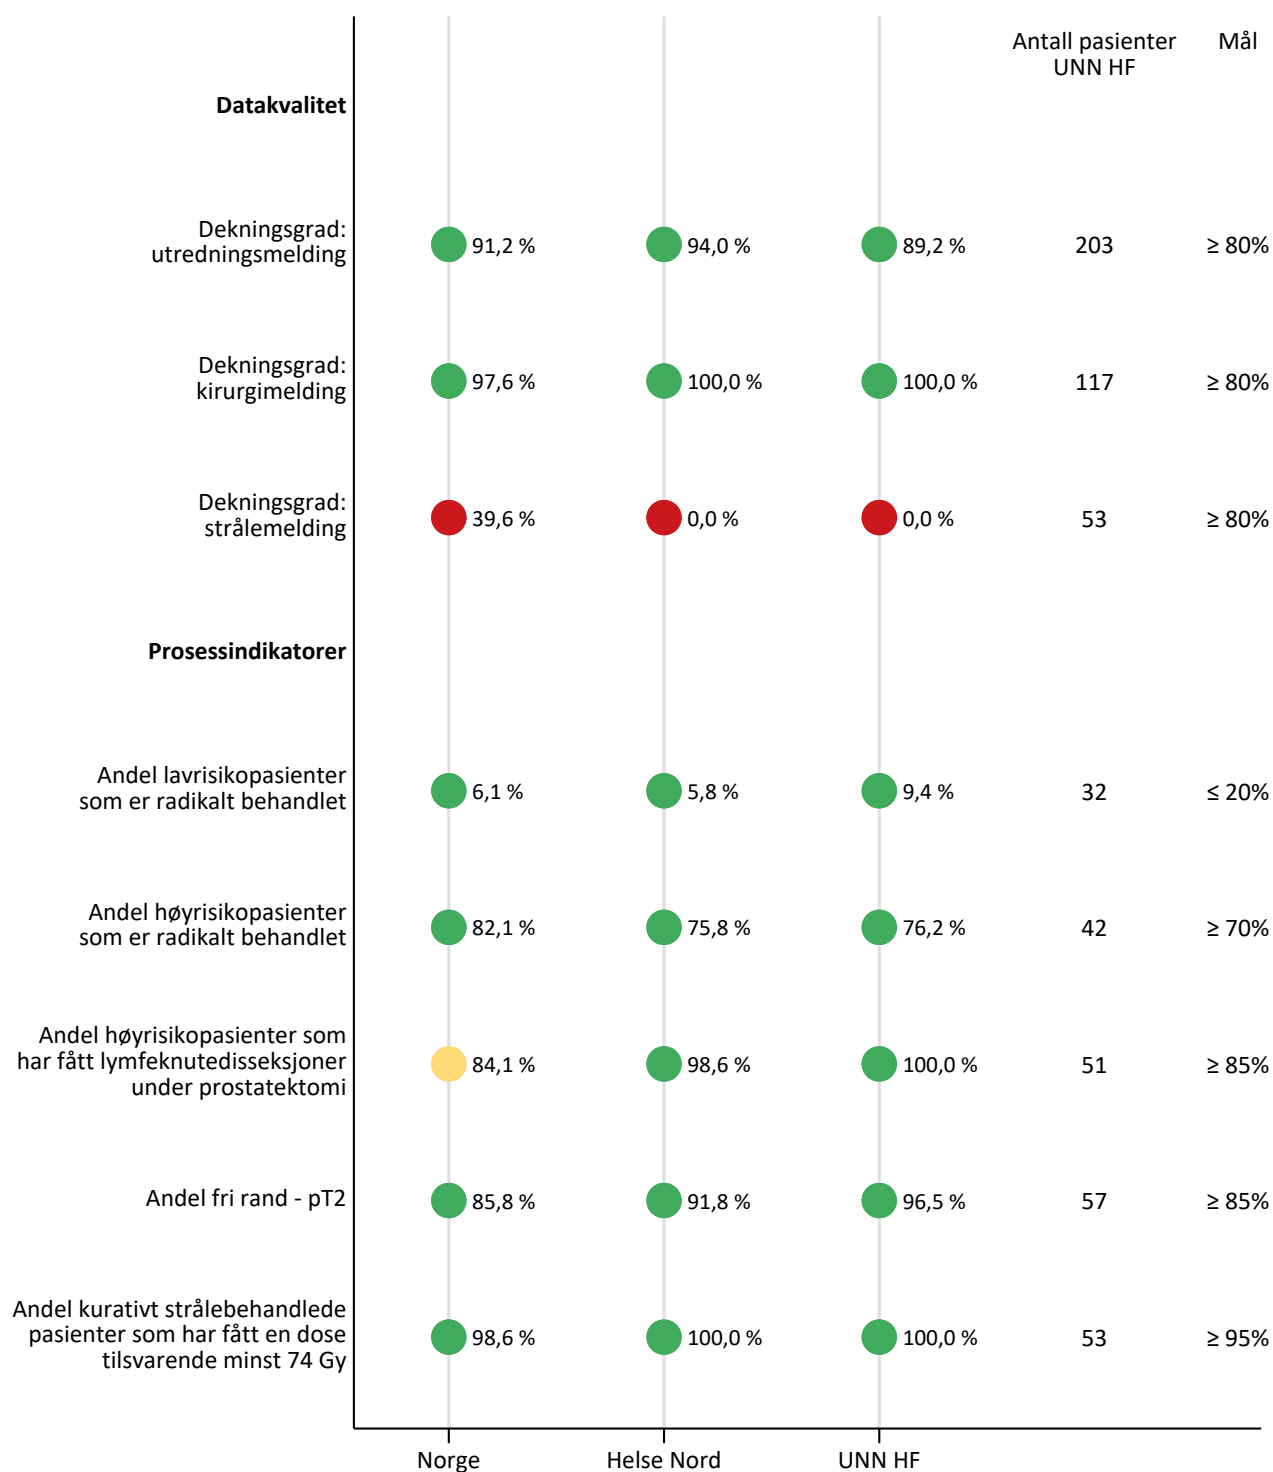 Antall pasienter Mål
UNN HF
Datakvalitet
Dekningsgrad:
utredningsmelding
91,2 % 94,0 % 89,2 % 203 ≥ 80%
Dekningsgrad:
kirurgimelding
97,6 % 100,0 % 100,0 % 117 ≥ 80%
Dekningsgrad:
strålemelding
39,6 % 0,0 % 0,0 % 53 ≥ 80%
Prosessindikatorer
Andel lavrisikopasienter
som er radikalt behandlet
6,1 % 5,8 % 9,4 % 32 ≤ 20%
Andel høyrisikopasienter
som er radikalt behandlet
82,1 % 75,8 % 76,2 % 42 ≥ 70%
Andel høyrisikopasienter som
har fått lymfeknutedisseksjoner
under prostatektomi
84,1 % 98,6 % 100,0 % 51 ≥ 85%
Andel fri rand - pT2
85,8 % 91,8 % 96,5 % 57 ≥ 85%
Andel kurativt strålebehandlede
pasienter som har fått en dose
tilsvarende minst 74 Gy
98,6 % 100,0 % 100,0 % 53 ≥ 95%
Norge Helse Nord UNN HF